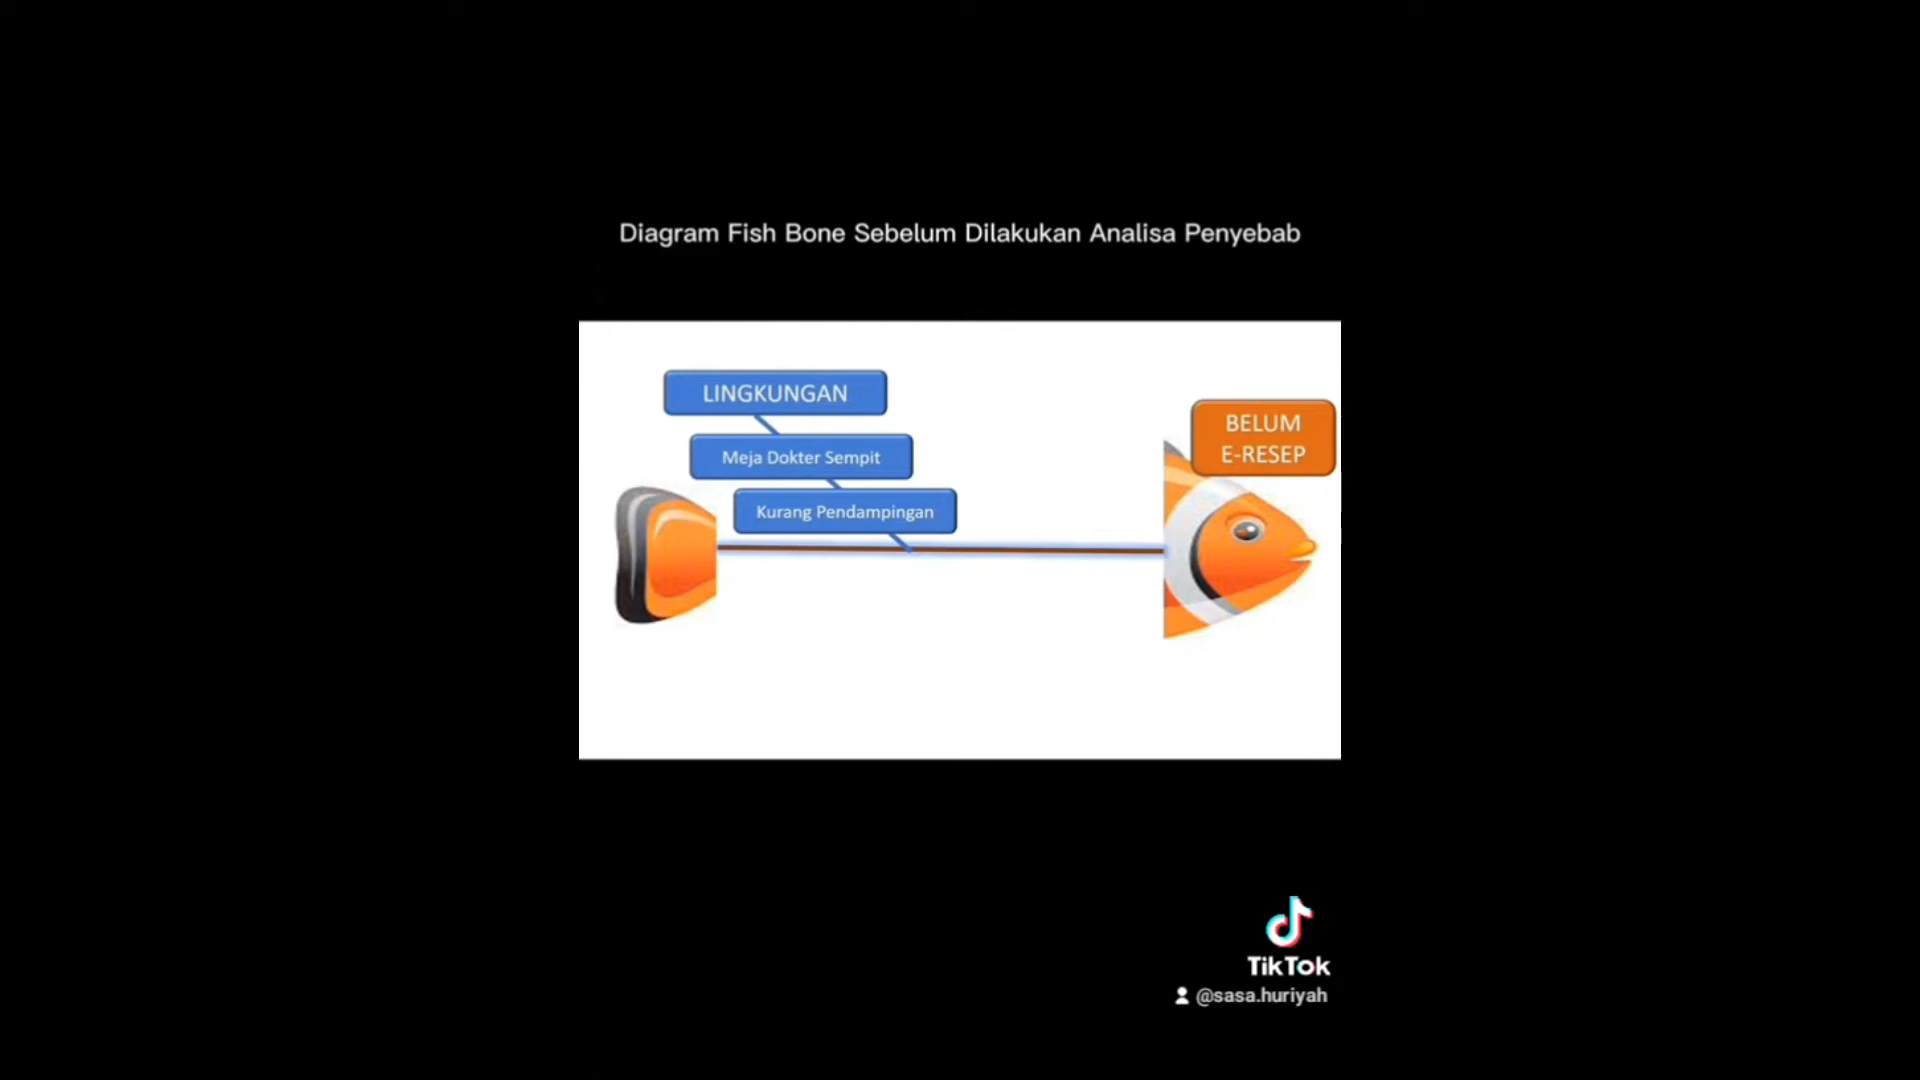 Diagram Fish Bone Sebelum Dilakukan Analisa Penyebab
LINGKUNGAN
Meja Dokter Sempit
Kurang Pendampingan
BELUM
E-RESEP
TikTok
@sasa.huriyah